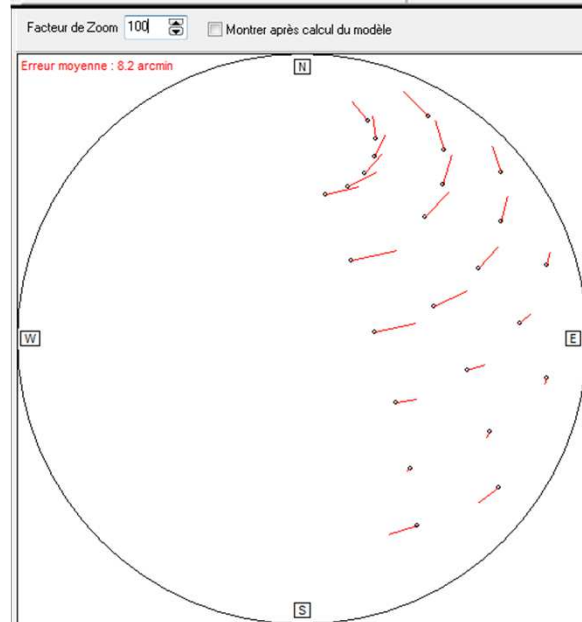 Facteur de Zoom 100 Montrer après calcul du modèle
Erreur moyenne : 8.2 arcmin
N
W
E
S